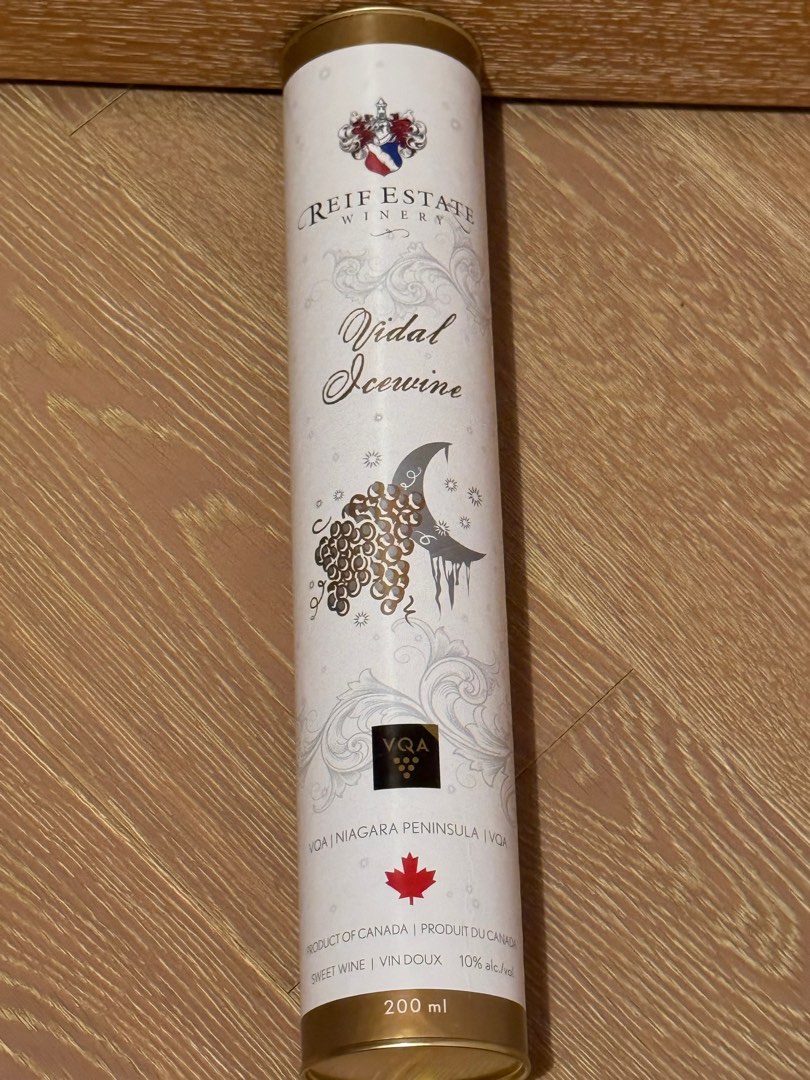 REIF ESTATE
WINERY
Vidal
Icewine
VQA
VQA | NIAGARA PENINSULA | VQA
PRODUCT OF CANADA | PRODUIT DU CANADA
SWEET WINE | VIN DOUX 10% alc./vol
200 ml